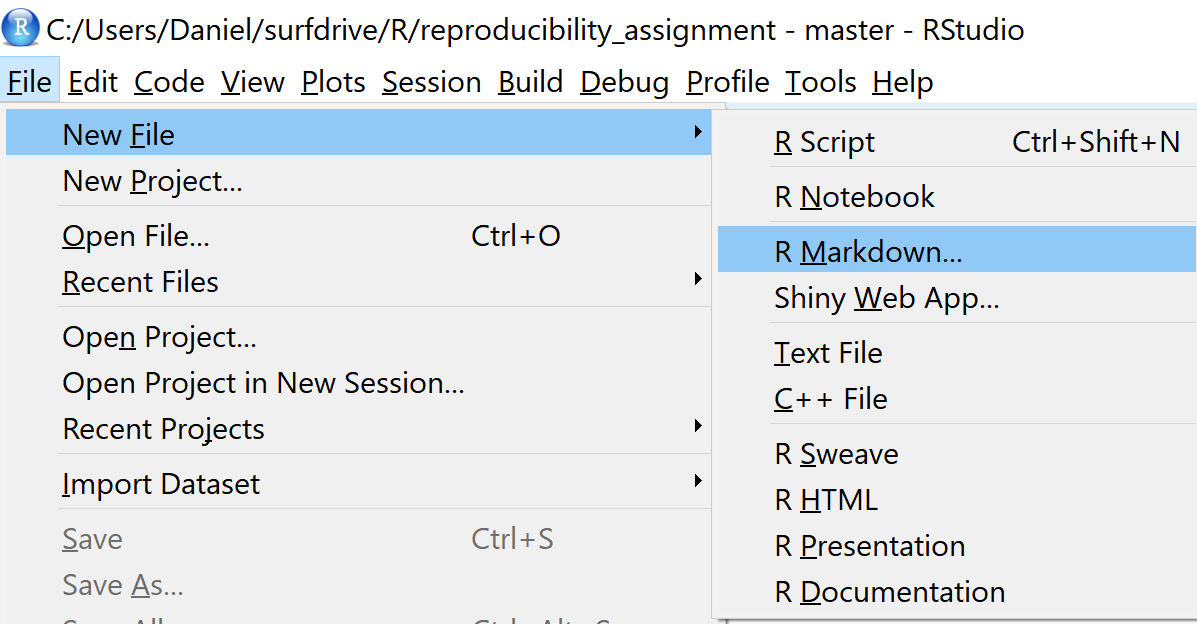 R C:/Users/Daniel/surfdrive/R/reproducibility_assignment - master - RStudio
File Edit Code View Plots Session Build Debug Profile Tools Help
New File
New Project...
Open File... Ctrl+O
Recent Files
Open Project...
Open Project in New Session...
Recent Projects
Import Dataset
Save Ctrl+S
Save As...
R Script Ctrl+Shift+N
R Notebook
R Markdown...
Shiny Web App...
Text File
C++ File
R Sweave
R HTML
R Presentation
R Documentation